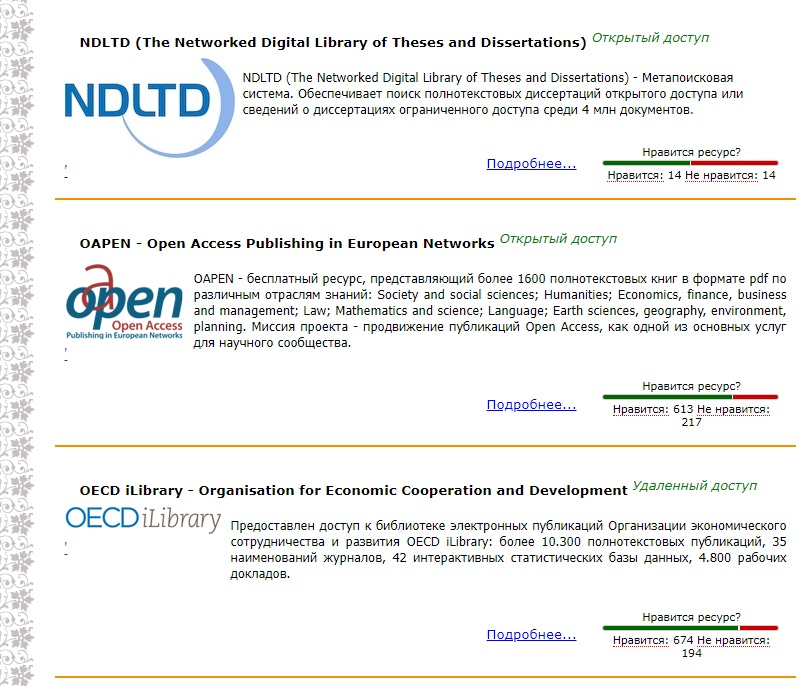 NDLTD (The Networked Digital Library of Theses and Dissertations) Открытый доступ
NDLTD
NDLTD (The Networked Digital Library of Theses and Dissertations) - Метапоисковая
система. Обеспечивает поиск полнотекстовых диссертаций открытого доступа или
сведений о диссертациях ограниченного доступа среди 4 млн документов.
,
-
Подробнее...
Нравится ресурс?
Нравится: 14 Не нравится: 14
OAPEN - Open Access Publishing in European Networks Открытый доступ
open
Open Access
Publishing in European Networks
OAPEN - бесплатный ресурс, представляющий более 1600 полнотекстовых книг в формате pdf по
различным отраслям знаний: Society and social sciences; Humanities; Economics, finance, business
and management; Law; Mathematics and science; Language; Earth sciences, geography, environment,
planning. Миссия проекта - продвижение публикаций Open Access, как одной из основных услуг
для научного сообщества.
,
-
Подробнее...
Нравится ресурс?
Нравится: 613 Не нравится:
217
OECD iLibrary - Organisation for Economic Cooperation and Development Удаленный доступ
OECD iLibrary
Предоставлен доступ к библиотеке электронных публикаций Организации экономического
сотрудничества и развития OECD iLibrary: более 10.300 полнотекстовых публикаций, 35
наименований журналов, 42 интерактивных статистических базы данных, 4.800 рабочих
докладов.
,
-
Подробнее...
Нравится ресурс?
Нравится: 674 Не нравится:
194